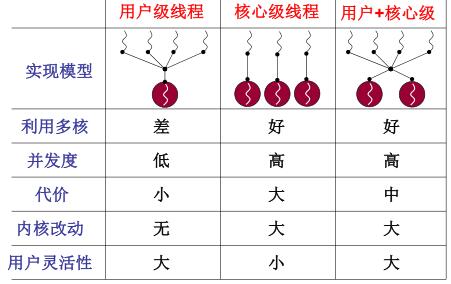 用户级线程 核心级线程 用户+核心级
实现模型
利用多核 差 好 好
并发度 低 高 高
代价 小 大 中
内核改动 无 大 大
用户灵活性 大 小 大